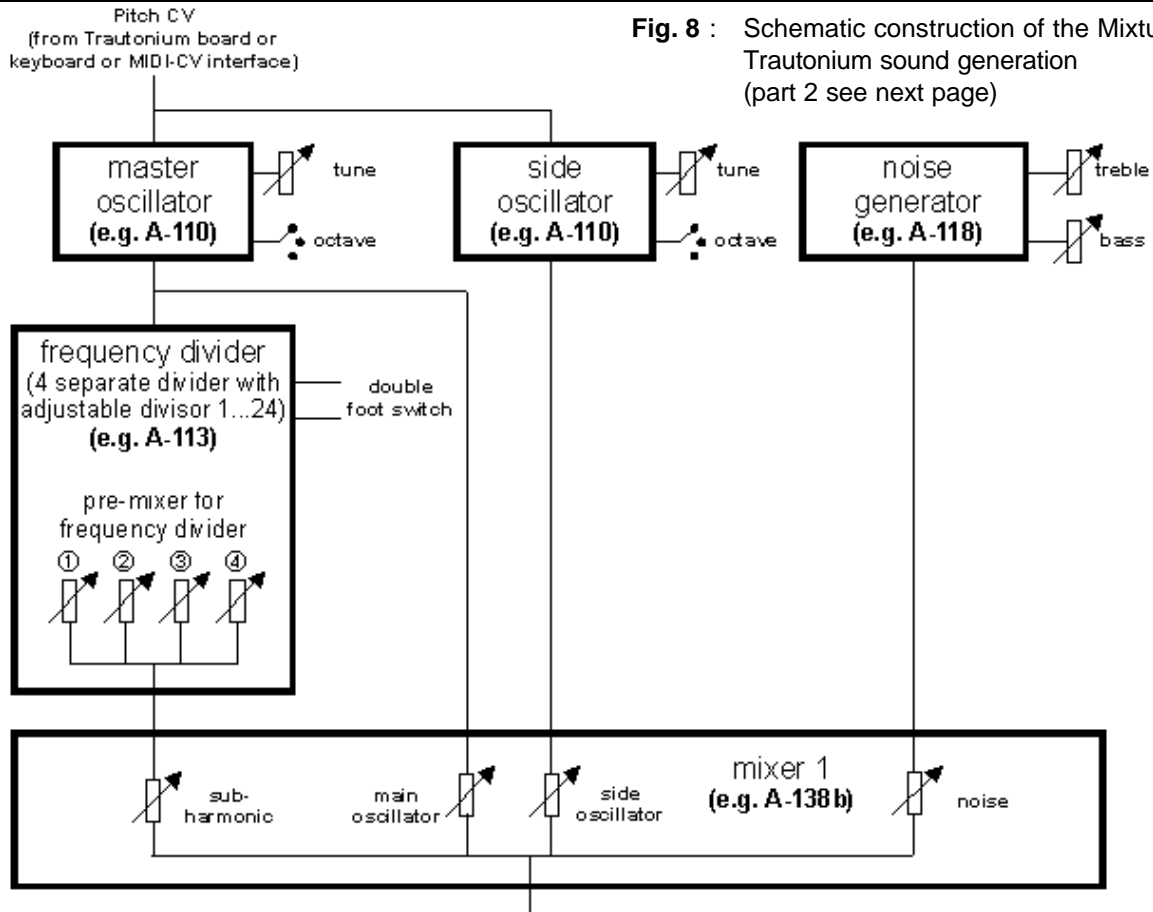 Pitch CV
(from Trautonium board or
keyboard or MIDI-CV interface)
Fig. 8 : Schematic construction of the Mixtu
Trautonium sound generation
(part 2 see next page)
master
oscillator
(e.g. A-110)
tune
octave
side
oscillator
(e.g. A-110)
tune
octave
noise
generator
(e.g. A-118)
treble
bass
frequency divider
(4 separate divider with
adjustable divisor 1...24)
(e.g. A-113)
double
foot switch
pre-mixer for
frequency divider
① ② ③ ④
sub-
harmonic
main
oscillator
side
oscillator
mixer 1
(e.g. A-138b)
noise